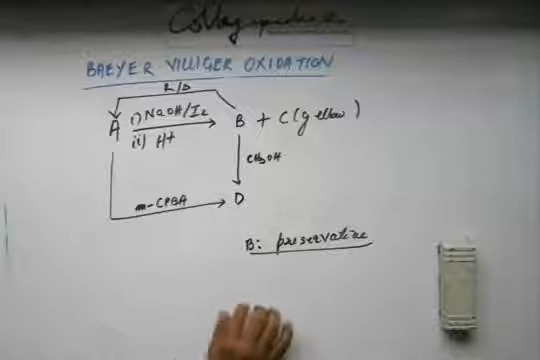 BAEYER VILLIGER OXIDATION
A i) NaOH/I2 B + C (yellow)
ii) H+
CH3OH
m-CPBA D
B: preservative